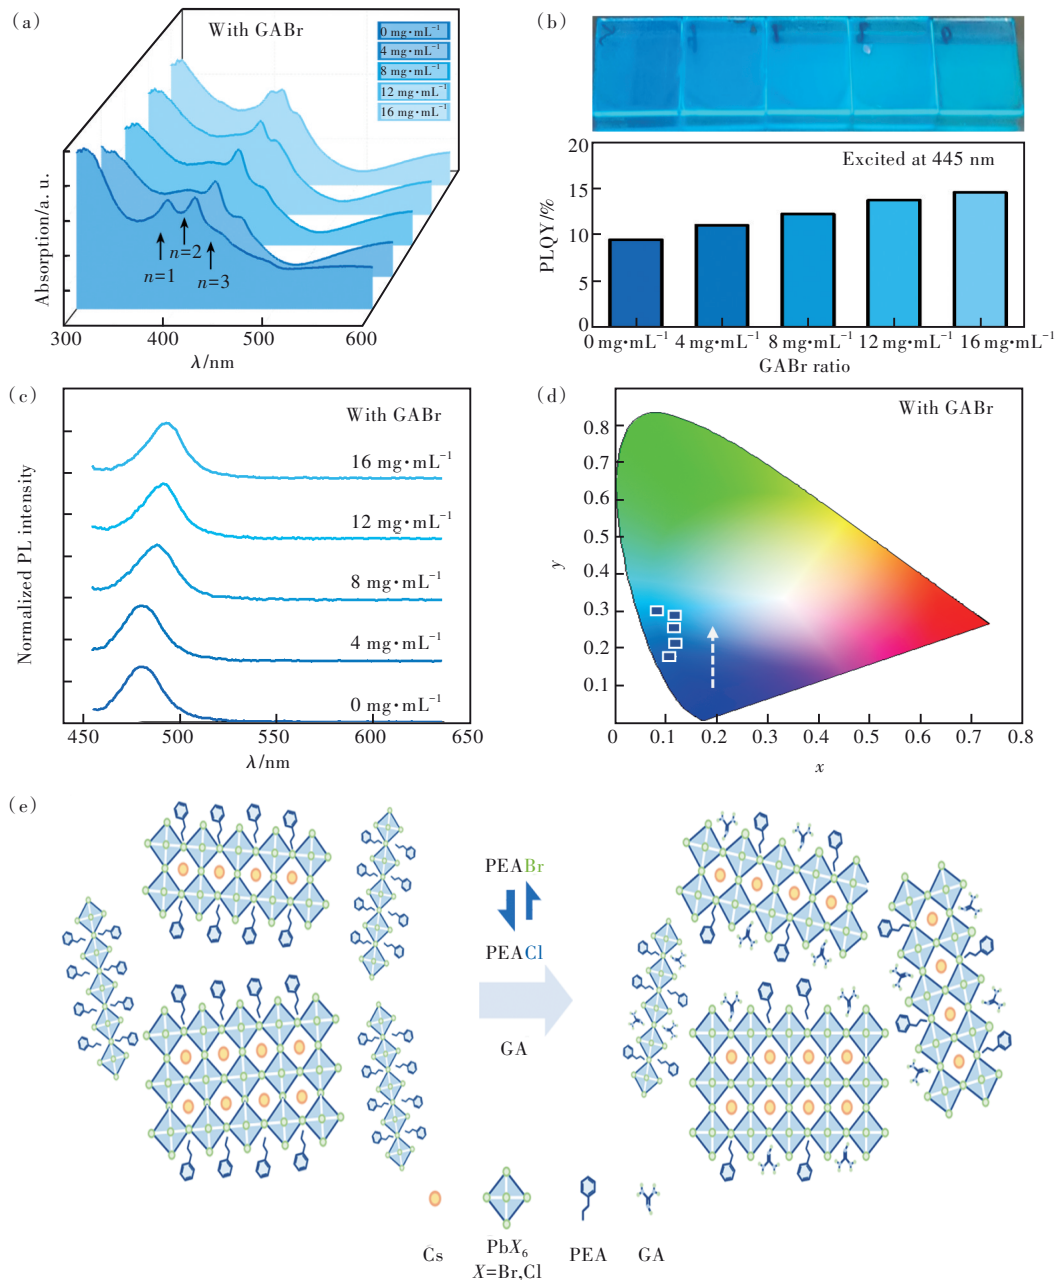 (a)
With GABr
0 mg·mL⁻¹
4 mg·mL⁻¹
8 mg·mL⁻¹
12 mg·mL⁻¹
16 mg·mL⁻¹
Absorption/a. u.
n=1
n=2
n=3
300
400
500
600
λ/nm
(b)
20
15
10
5
0
PLQY/%
Excited at 445 nm
0 mg·mL⁻¹ 4 mg·mL⁻¹ 8 mg·mL⁻¹ 12 mg·mL⁻¹ 16 mg·mL⁻¹
GABr ratio
(c)
With GABr
16 mg·mL⁻¹
12 mg·mL⁻¹
8 mg·mL⁻¹
4 mg·mL⁻¹
0 mg·mL⁻¹
Normalized PL intensity
450 500 550 600 650
λ/nm
(d)
With GABr
0.8
0.7
0.6
0.5
0.4
0.3
0.2
0.1
y
0 0.1 0.2 0.3 0.4 0.5 0.6 0.7 0.8
x
(e)
PEABr
PEACl
GA
Cs
PbX₆
X=Br,Cl
PEA
GA